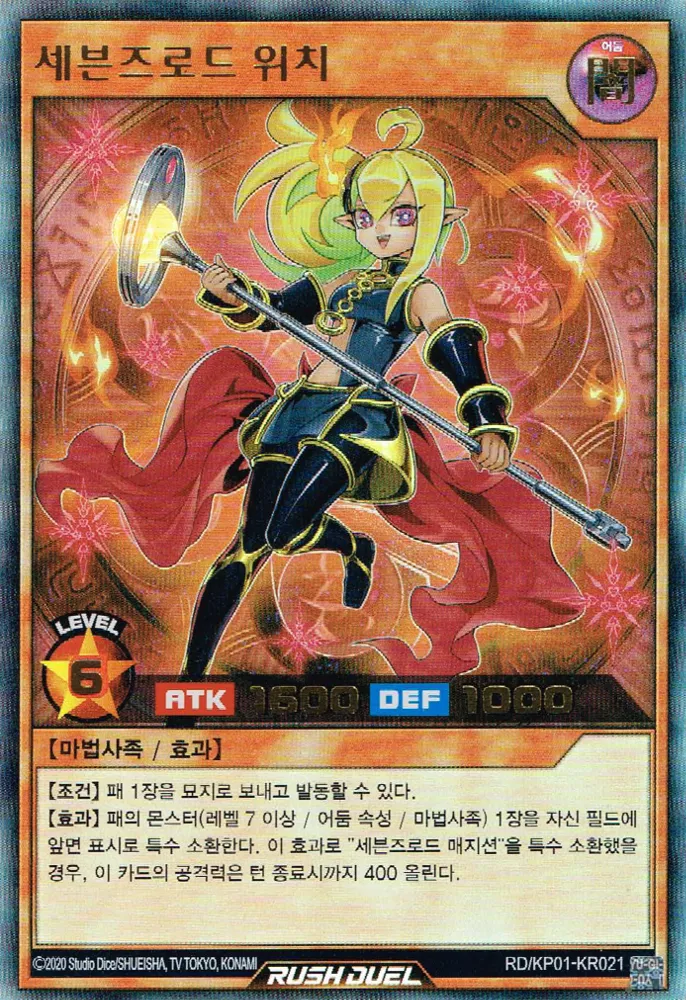 세븐즈로드 위치
어둠
闇
LEVEL
6
ATK 1600 DEF 1000
【마법사족 / 효과】
【조건】 패 1장을 묘지로 보내고 발동할 수 있다.
【효과】 패의 몬스터(레벨 7 이상 / 어둠 속성 / 마법사족) 1장을 자신 필드에
앞면 표시로 특수 소환한다. 이 효과로 "세븐즈로드 매지션"을 특수 소환했을
경우, 이 카드의 공격력은 턴 종료시까지 400 올린다.
©2020 Studio Dice/SHUEISHA, TV TOKYO, KONAMI
RUSH DUEL
RD/KP01-KR021